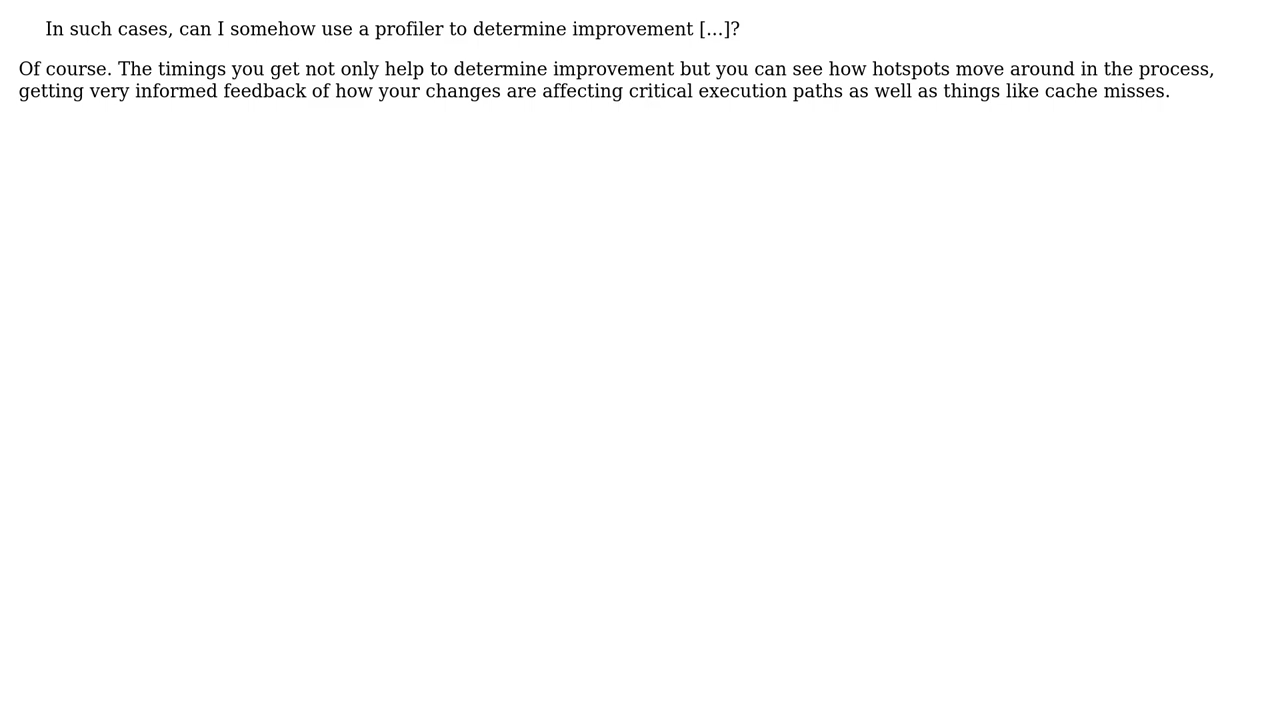 In such cases, can I somehow use a profiler to determine improvement [...]?
Of course. The timings you get not only help to determine improvement but you can see how hotspots move around in the process,
getting very informed feedback of how your changes are affecting critical execution paths as well as things like cache misses.